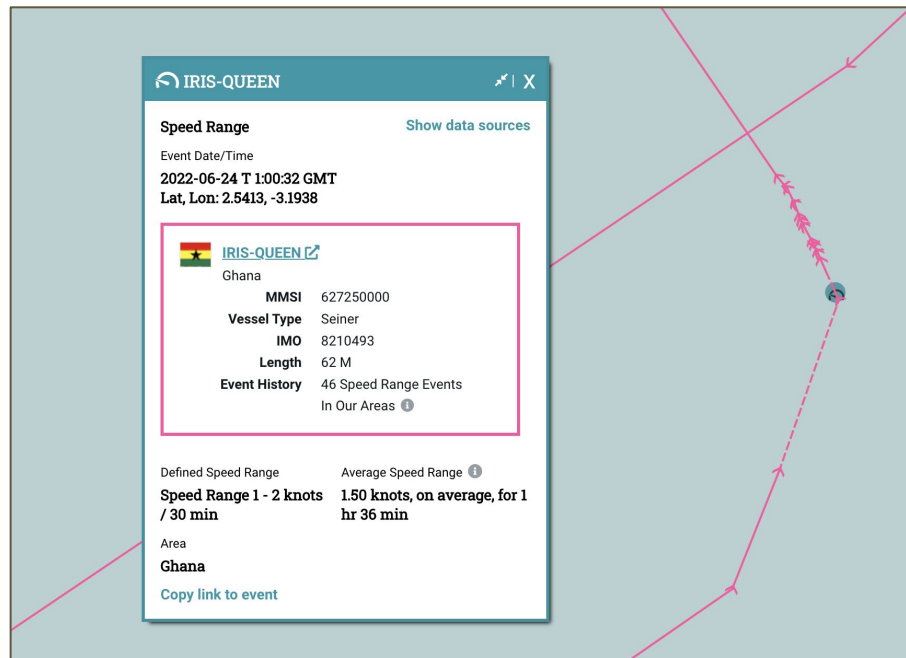 IRIS-QUEEN
X
Speed Range
Show data sources
Event Date/Time
2022-06-24 T 1:00:32 GMT
Lat, Lon: 2.5413, -3.1938
IRIS-QUEEN
Ghana
MMSI 627250000
Vessel Type Seiner
IMO 8210493
Length 62 M
Event History 46 Speed Range Events
In Our Areas
Defined Speed Range
Speed Range 1 - 2 knots
/ 30 min
Average Speed Range
1.50 knots, on average, for 1
hr 36 min
Area
Ghana
Copy link to event